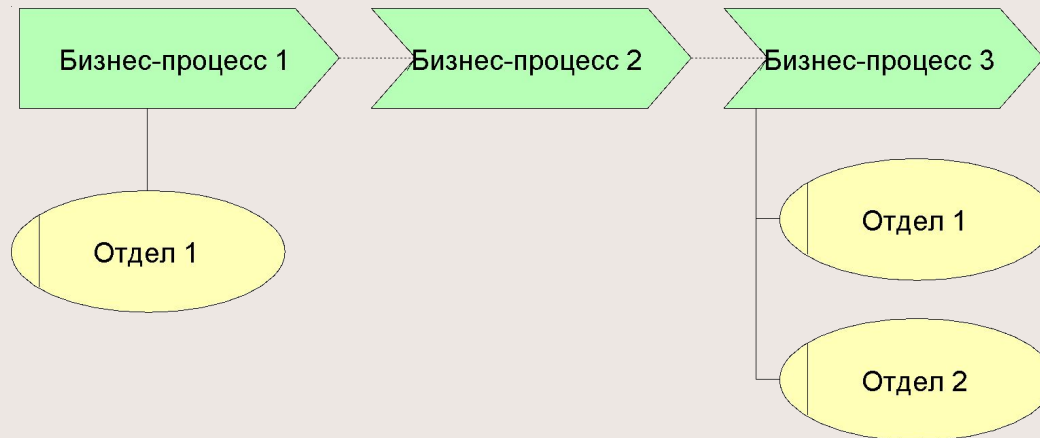 Бизнес-процесс 1
Бизнес-процесс 2
Бизнес-процесс 3
Отдел 1
Отдел 1
Отдел 2